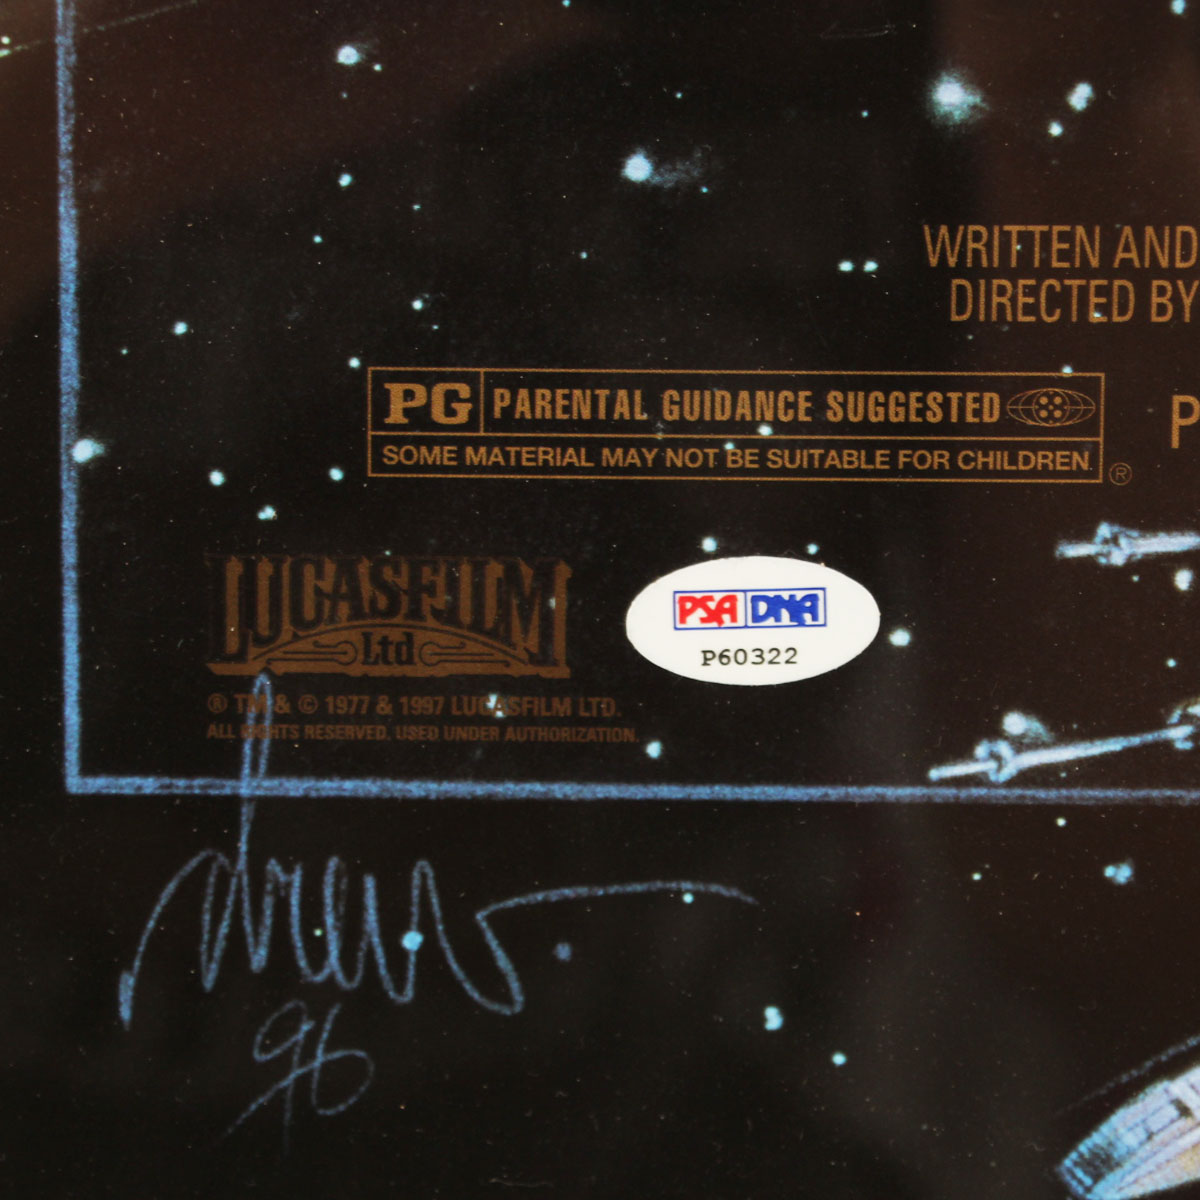 WRITTEN AND
DIRECTED BY
PG PARENTAL GUIDANCE SUGGESTED
SOME MATERIAL MAY NOT BE SUITABLE FOR CHILDREN. ®
P
LUCASFILM
Ltd
PSA DNA
P60322
® TM & © 1977 & 1997 LUCASFILM LTD.
ALL RIGHTS RESERVED. USED UNDER AUTHORIZATION.
drew
96